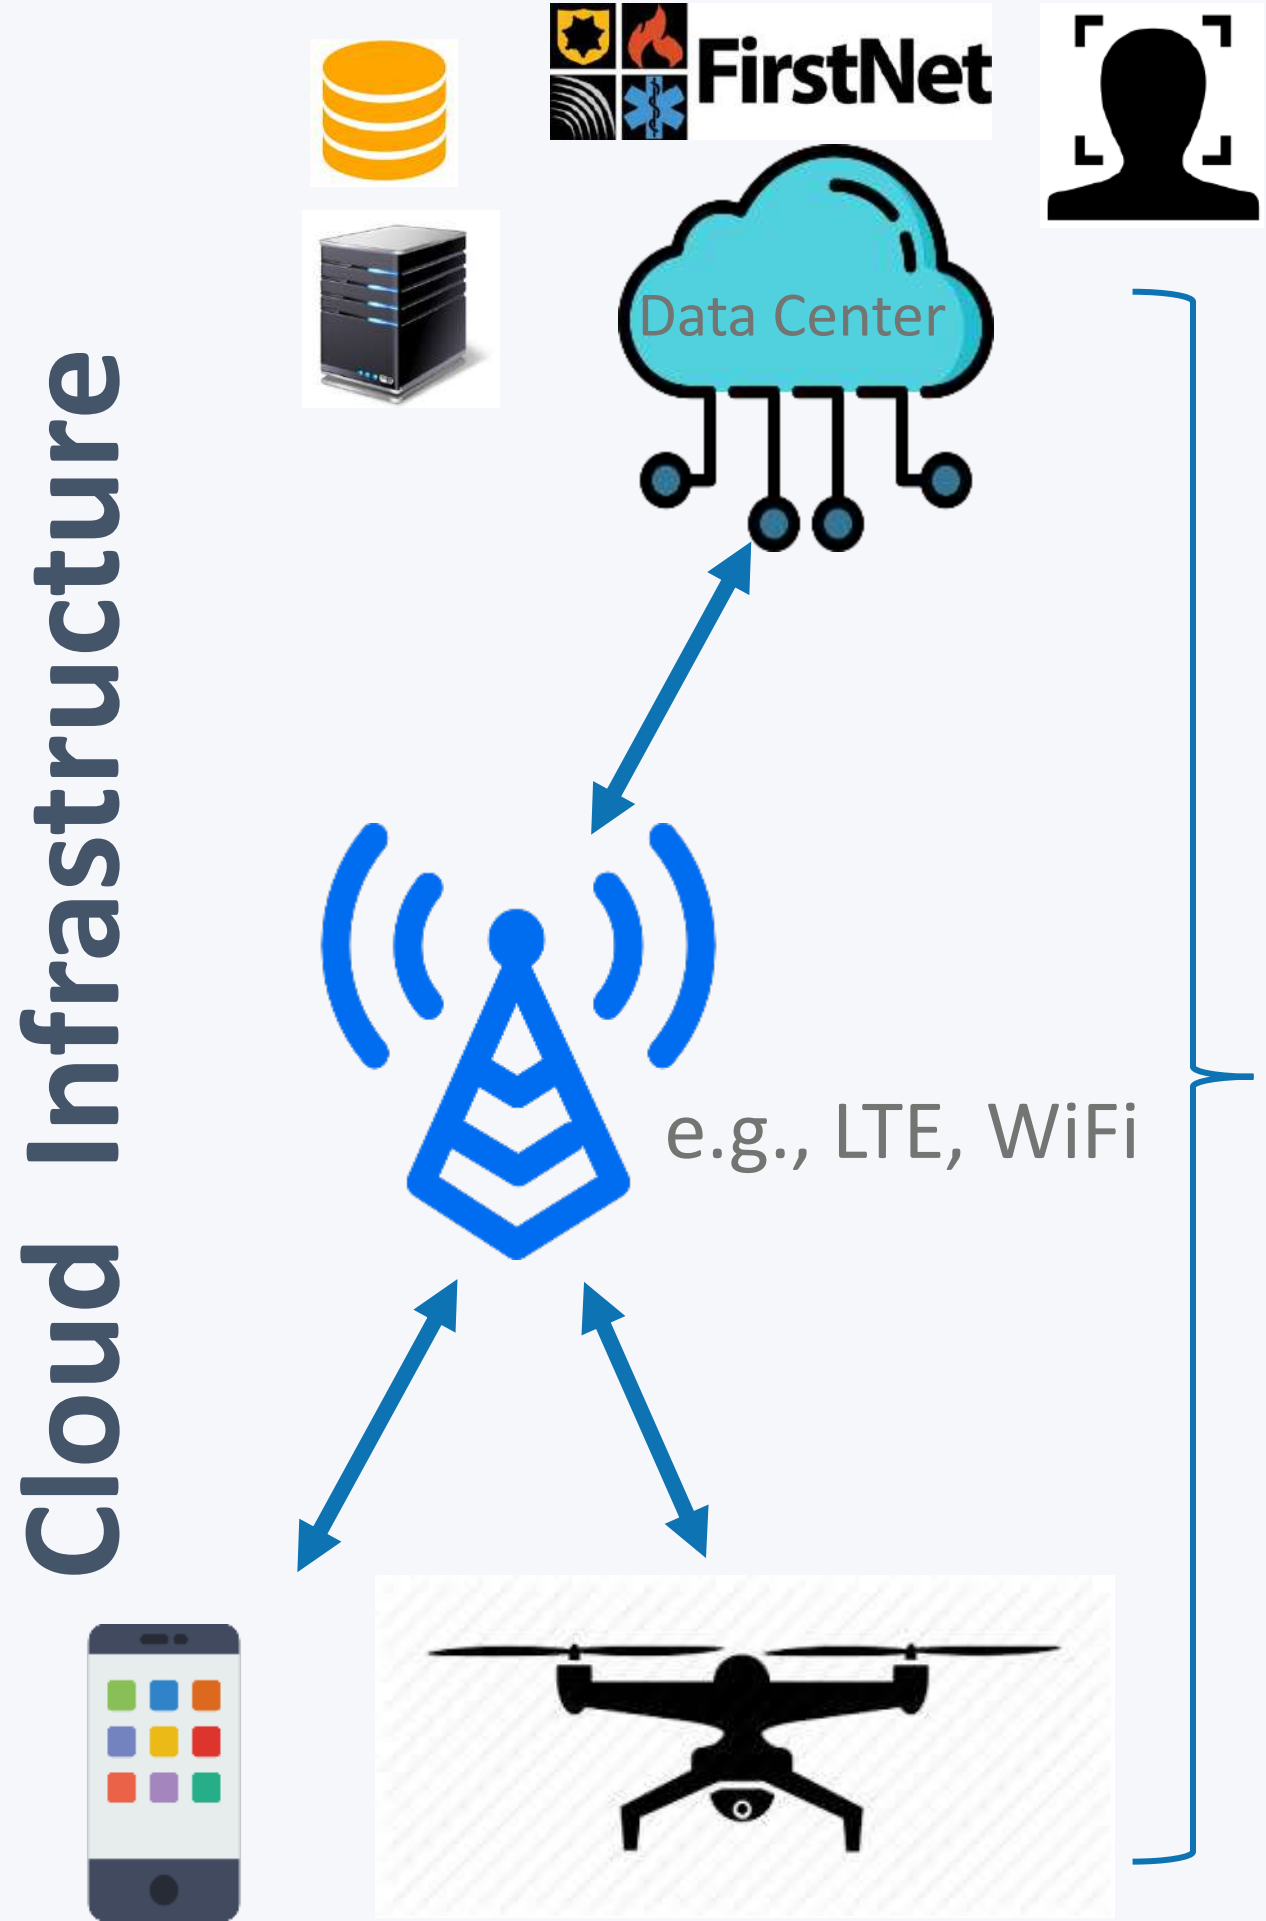 FirstNet
Data Center
Cloud Infrastructure
e.g., LTE, WiFi